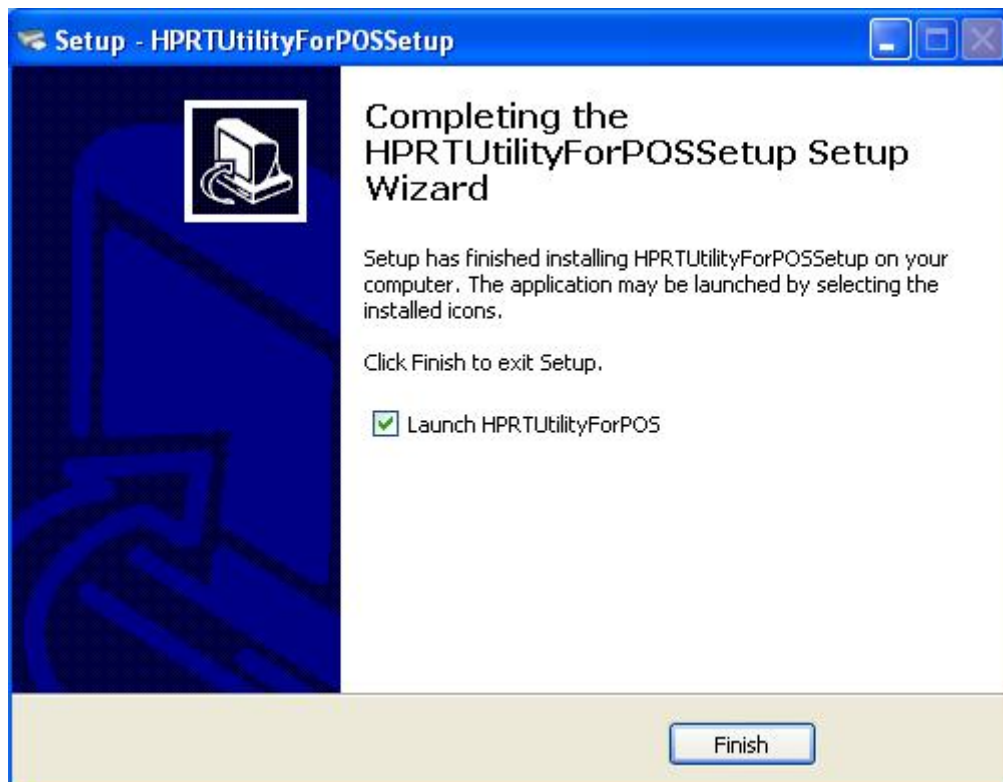 Setup - HPRTUtilityForPOSSetup
Completing the
HPRTUtilityForPOSSetup Setup
Wizard
Setup has finished installing HPRTUtilityForPOSSetup on your
computer. The application may be launched by selecting the
installed icons.
Click Finish to exit Setup.
Launch HPRTUtilityForPOS
Finish